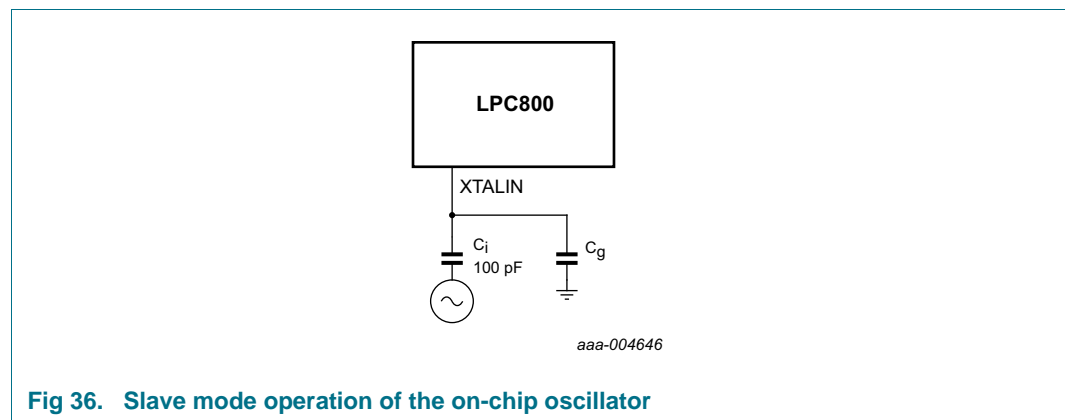 LPC800
XTALIN
Ci
100 pF
Cg
aaa-004646
Fig 36. Slave mode operation of the on-chip oscillator